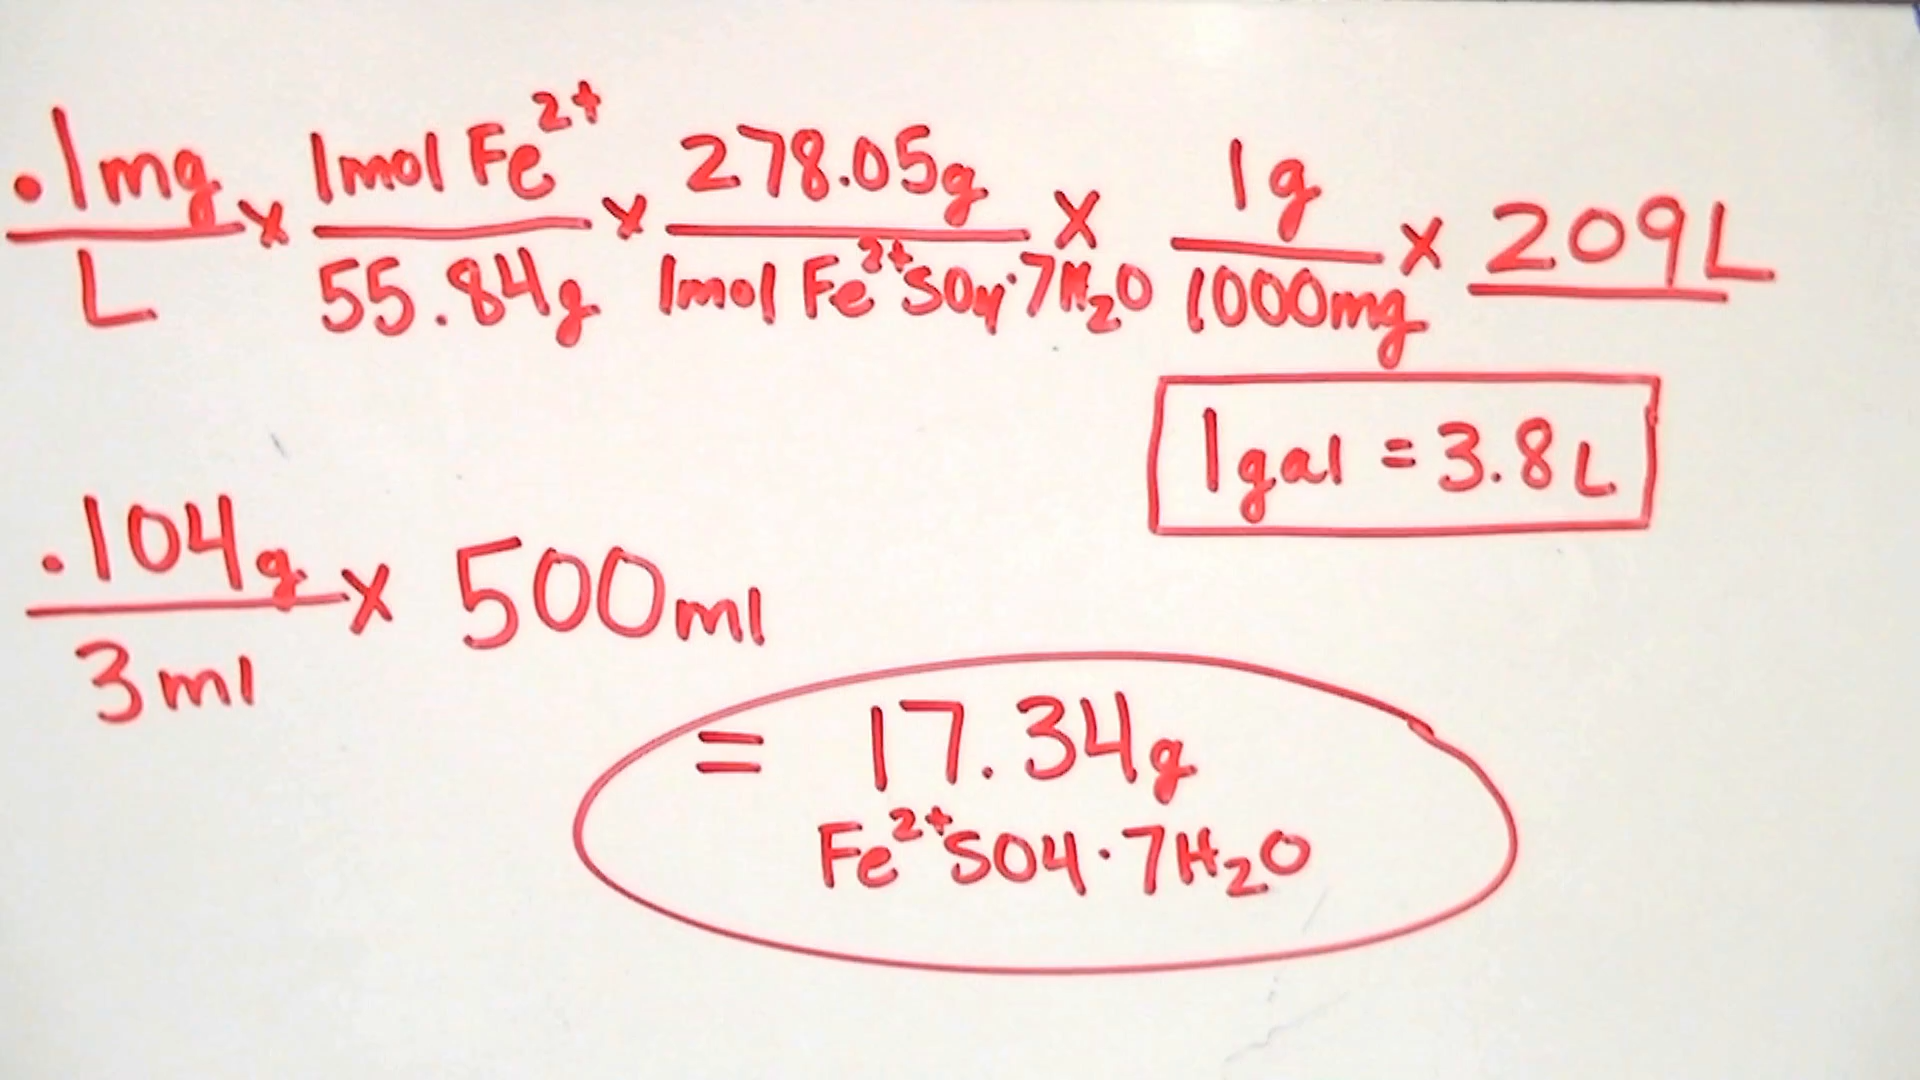 .1mg/L x 1mol Fe²⁺/55.84g x 278.05g/1mol Fe²⁺SO4·7H₂O x 1g/1000mg x 209L
1gal = 3.8L
.104g/3ml x 500ml
= 17.34g
Fe²⁺SO4·7H₂O